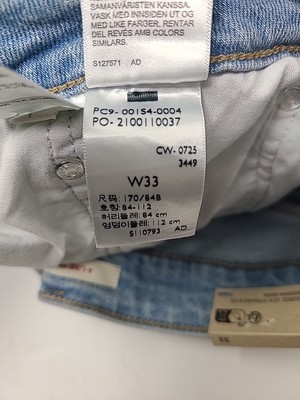 SAMANVÄRISTEN KANSSA.
VASK MED INNSIDEN UT OG
MED LIKE FARGER, RENTAR
DEL REVÉS AMB COLORS
SIMILARS.
S127571 AD
PC9-00154-0004
PO-2100110037
CW-0725
3449
W33
尺码: 170/84B
호칭: 84-112
허리둘레: 84 cm
엉덩이둘레: 112 cm
S110793 AD